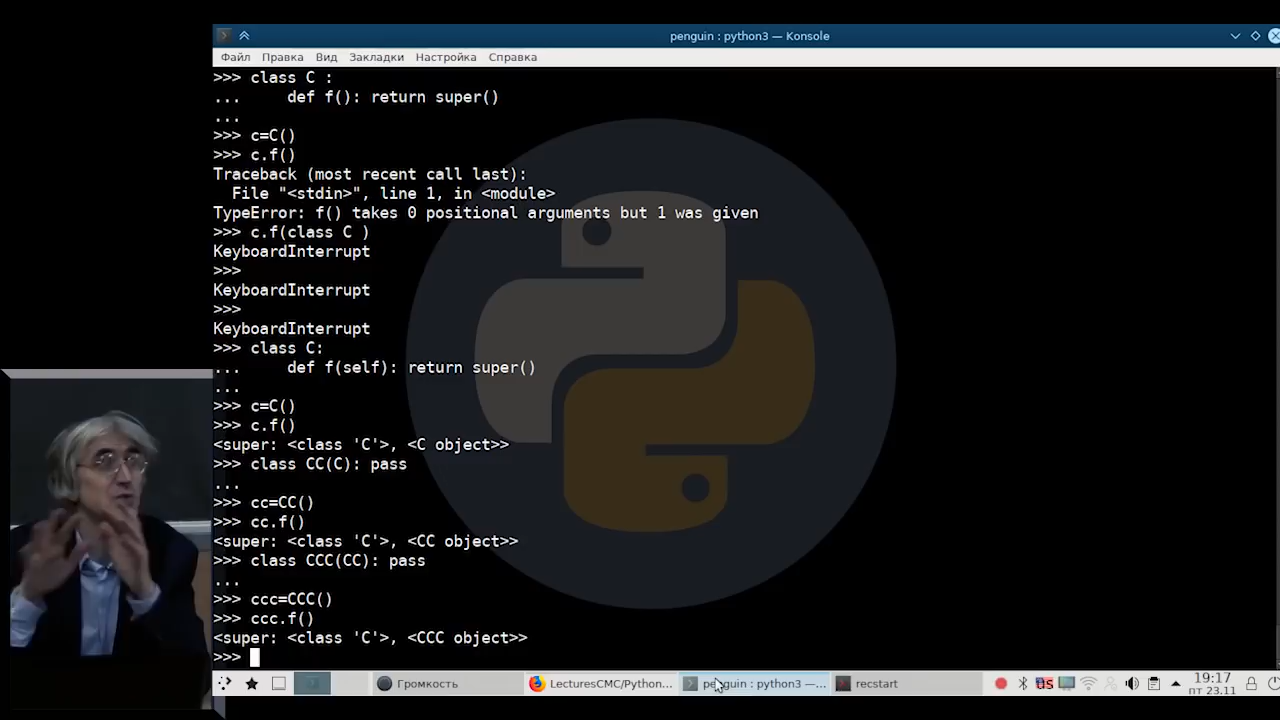 penguin : python3 — Konsole
Файл Правка Вид Закладки Настройка Справка
>>> class C :
...     def f(): return super()
...
>>> c=C()
>>> c.f()
Traceback (most recent call last):
  File "<stdin>", line 1, in <module>
TypeError: f() takes 0 positional arguments but 1 was given
>>> c.f(class C )
KeyboardInterrupt
>>>
KeyboardInterrupt
>>>
KeyboardInterrupt
>>> class C:
...     def f(self): return super()
...
>>> c=C()
>>> c.f()
<super: <class 'C'>, <C object>>
>>> class CC(C): pass
...
>>> cc=CC()
>>> cc.f()
<super: <class 'C'>, <CC object>>
>>> class CCC(CC): pass
...
>>> ccc=CCC()
>>> ccc.f()
<super: <class 'C'>, <CCC object>>
>>>
Громкость LecturesCMC/Python... penguin : python3 —... recstart US 19:17
пт 23.11